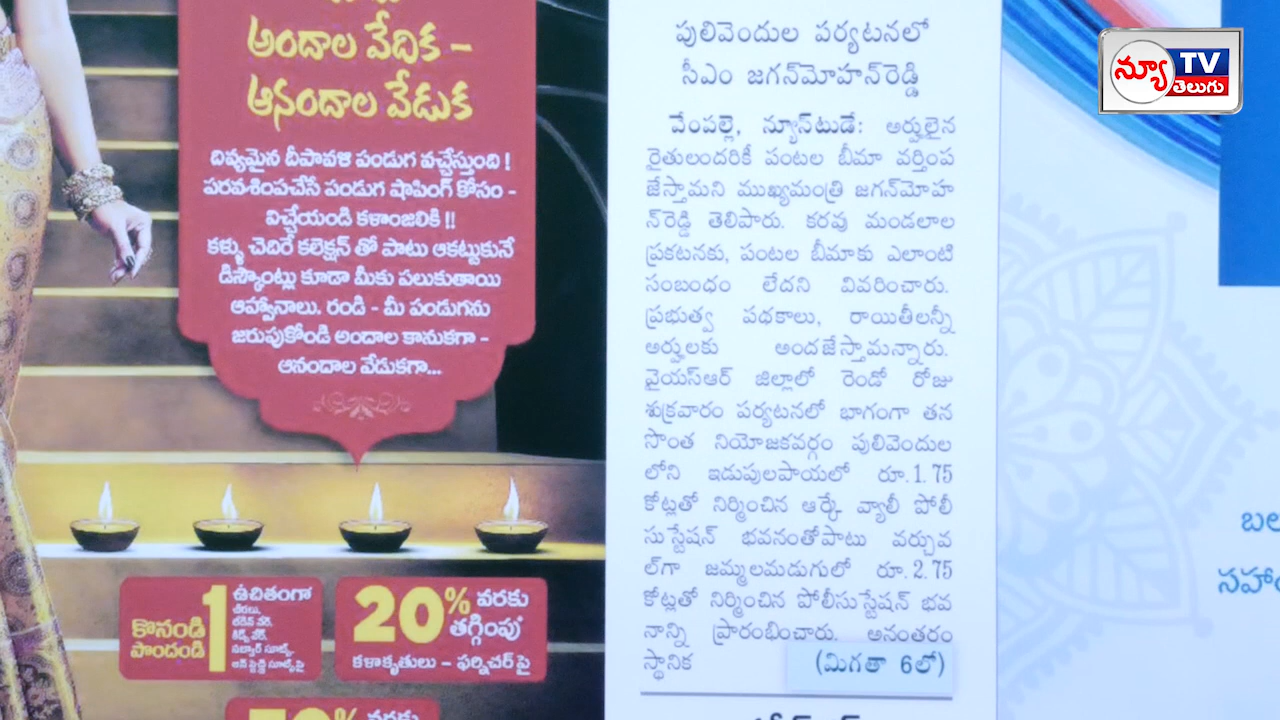 అందాల వేదిక –
ఆనందాల వేడుక
దివ్యమైన దీపావళి పండుగ వచ్చేస్తుంది !
పరవశింపచేసే పండుగ షాపింగ్ కోసం -
విచ్చేయండి కళాంజలికి !!
కళ్ళు చెదిరే కలెక్షన్ తో పాటు ఆకట్టుకునే
డిస్కౌంట్లు కూడా మీకు పలుకుతాయి
ఆహ్వానాలు. రండి - మీ పండుగను
జరుపుకోండి అందాల కానుకగా -
ఆనందాల వేడుకగా...
కొనండి 1 ఉచితంగా
పొందండి
20% వరకు
తగ్గింపు
కళాకృతులు – ఫర్నిచర్ పై
వరకు
పులివెందుల పర్యటనలో
సీఎం జగన్‌మోహన్‌రెడ్డి
వేంపల్లె, న్యూస్‌టుడే: అర్హులైన
రైతులందరికీ పంటల బీమా వర్తింప
జేస్తామని ముఖ్యమంత్రి జగన్‌మోహ
న్‌రెడ్డి తెలిపారు. కరవు మండలాల
ప్రకటనకు, పంటల బీమాకు ఎలాంటి
సంబంధం లేదని వివరించారు.
ప్రభుత్వ పథకాలు, రాయితీలన్నీ
అర్హులకు అందజేస్తామన్నారు.
వైయస్ఆర్ జిల్లాలో రెండో రోజు
శుక్రవారం పర్యటనలో భాగంగా తన
సొంత నియోజకవర్గం పులివెందుల
లోని ఇడుపులపాయలో రూ.1.75
కోట్లతో నిర్మించిన ఆర్కే వ్యాలీ పోలీ
సుస్టేషన్ భవనంతోపాటు వర్చువ
ల్‌గా జమ్మలమడుగులో రూ.2.75
కోట్లతో నిర్మించిన పోలీసుస్టేషన్ భవ
నాన్ని ప్రారంభించారు. అనంతరం
స్థానిక (మిగతా 6లో)
న్యూ TV
తెలుగు